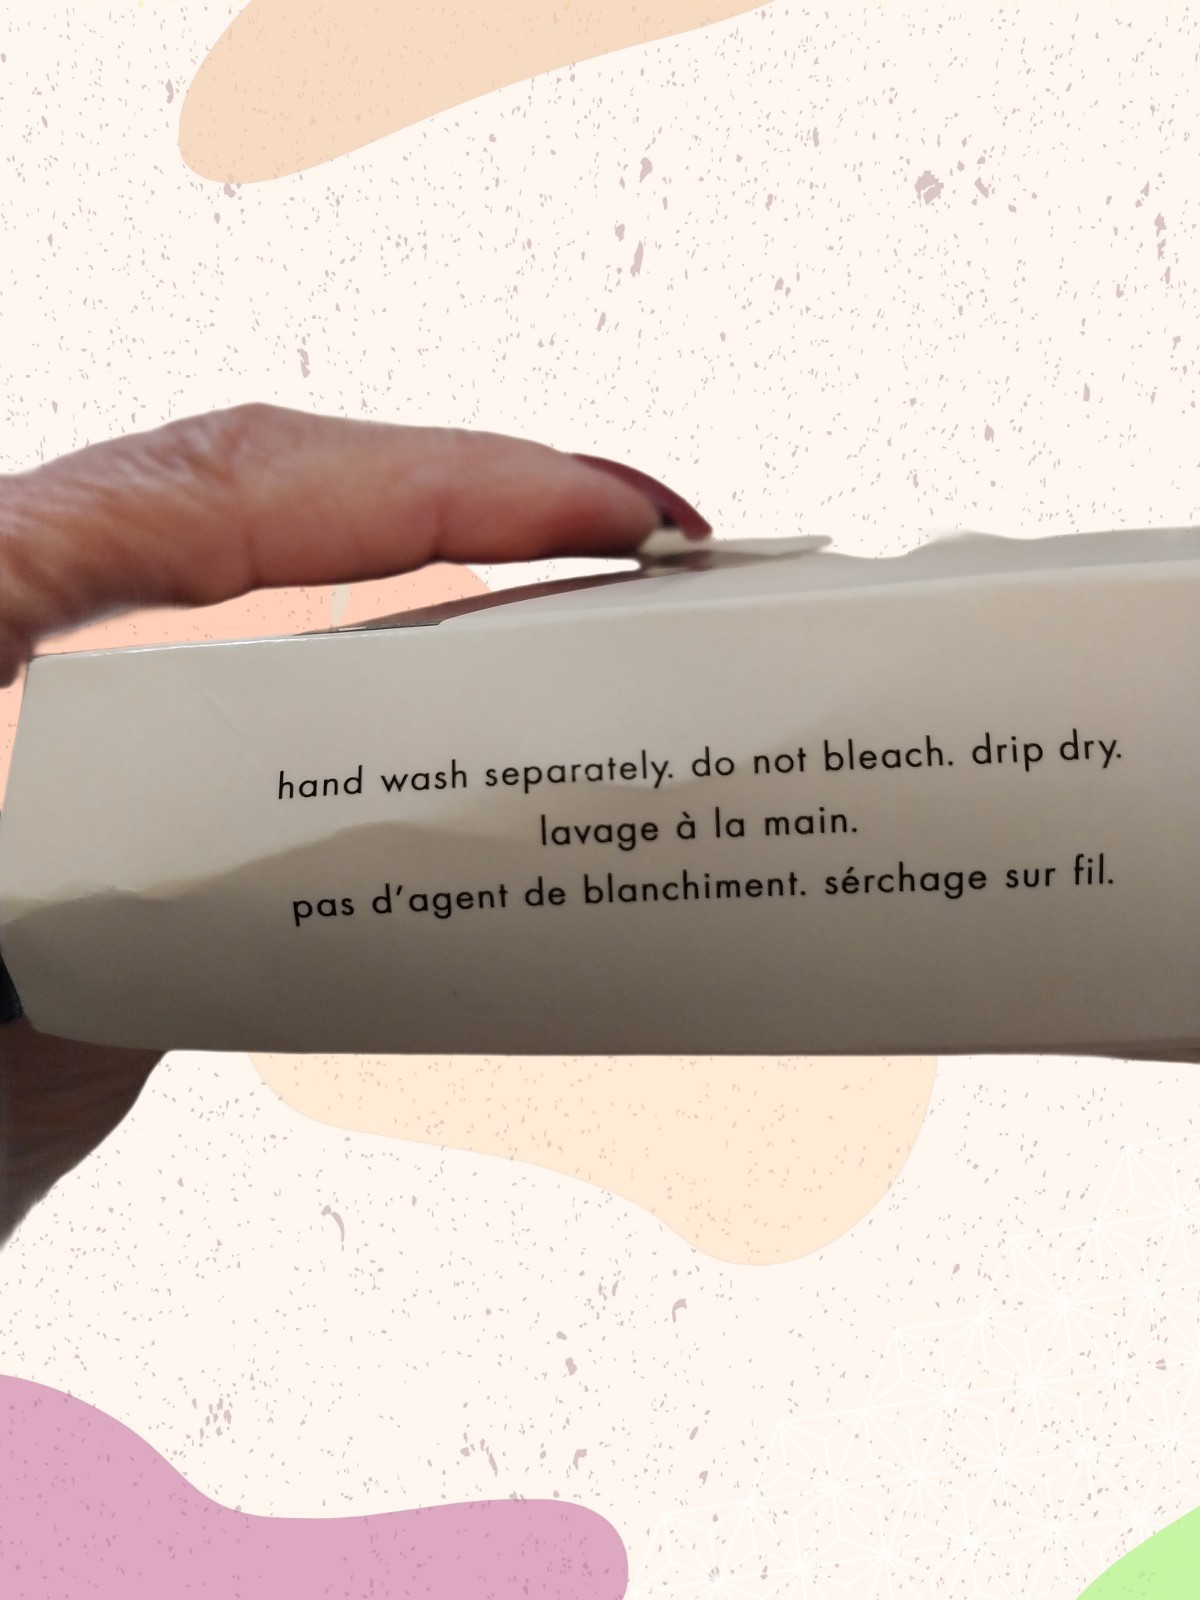 hand wash separately. do not bleach. drip dry.
lavage à la main.
pas d'agent de blanchiment. sérchage sur fil.